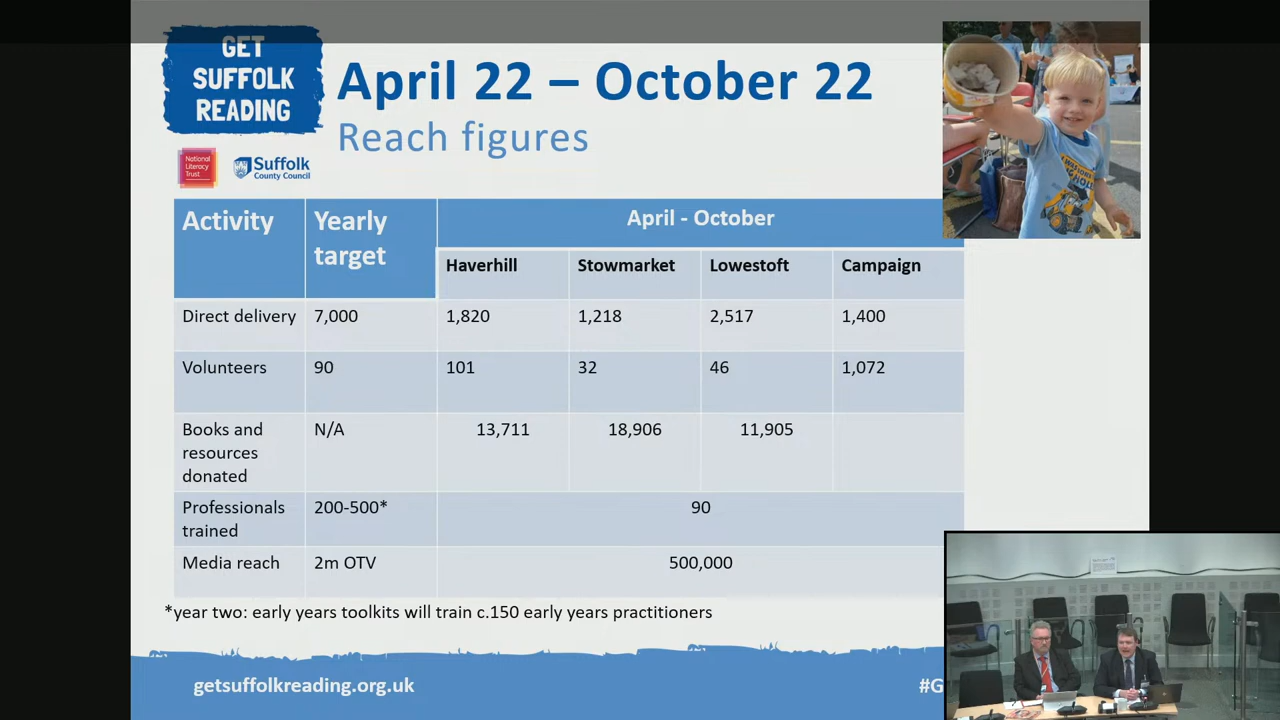 GET
SUFFOLK
READING
National
Literacy
Trust
Suffolk
County Council
April 22 – October 22
Reach figures
Activity
Yearly
target
April - October
Haverhill
Stowmarket
Lowestoft
Campaign
Direct delivery
7,000
1,820
1,218
2,517
1,400
Volunteers
90
101
32
46
1,072
Books and
resources
donated
N/A
13,711
18,906
11,905
Professionals
trained
200-500*
90
Media reach
2m OTV
500,000
*year two: early years toolkits will train c.150 early years practitioners
getsuffolkreading.org.uk
#G